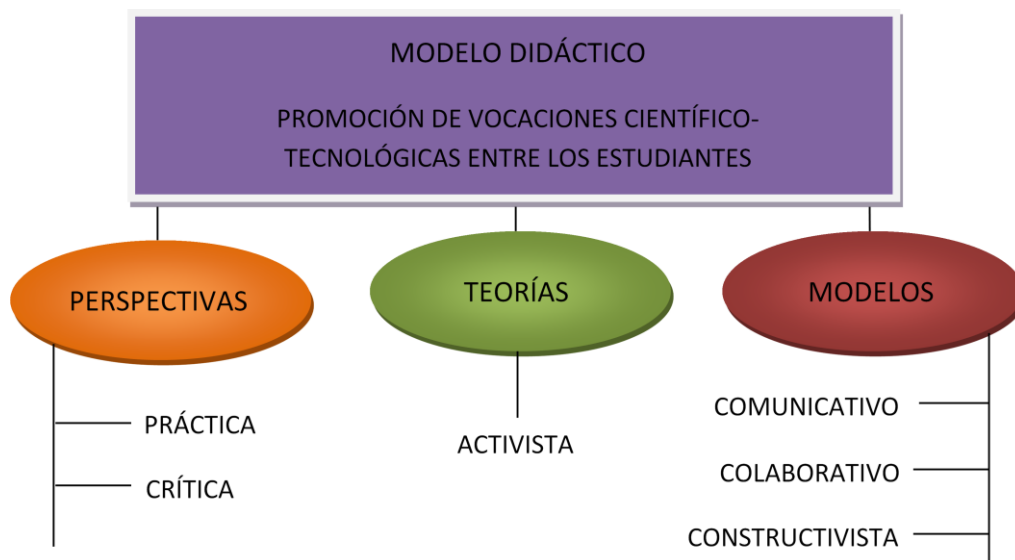 MODELO DIDÁCTICO
PROMOCIÓN DE VOCACIONES CIENTÍFICO-
TECNOLÓGICAS ENTRE LOS ESTUDIANTES
PERSPECTIVAS
TEORÍAS
MODELOS
PRÁCTICA
CRÍTICA
ACTIVISTA
COMUNICATIVO
COLABORATIVO
CONSTRUCTIVISTA